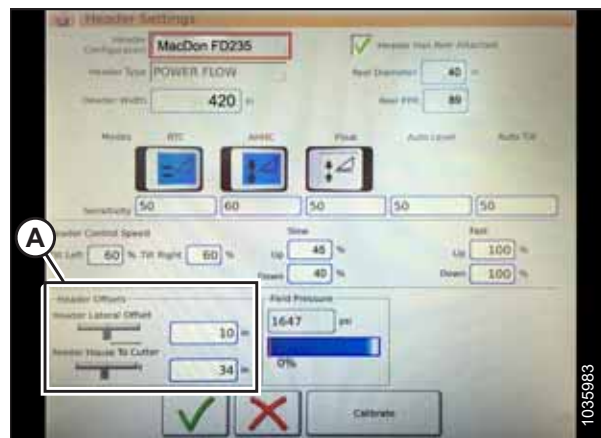 Header Settings
Header Configuration MacDon FD235 Header Has Reel Attached
Header Type POWER FLOW Reel Diameter 40 in
Header Width 420 in Reel PPR 89
Modes RTC AHHC Float Auto Level Auto Tilt
Sensitivity 50 60 50 50 50
A
Header Control Speed Slow Fast
Tilt Left 60 % Tilt Right 60 % Up 45 % Up 100 %
Down 40 % Down 100 %
Header Offsets Field Pressure
Header Lateral Offset 10 in 1647 psi
Feeder House To Cutter 34 in 0%
Calibrate
1035983